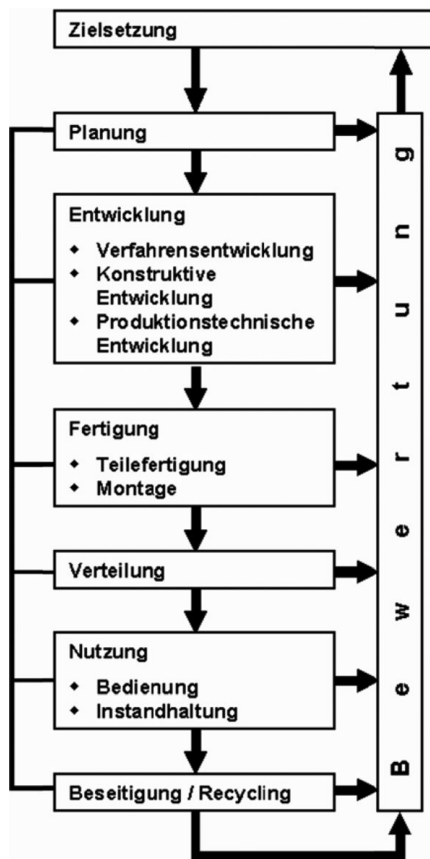 Zielsetzung
Planung
Entwicklung
◆ Verfahrensentwicklung
◆ Konstruktive
Entwicklung
◆ Produktionstechnische
Entwicklung
Fertigung
◆ Teilefertigung
◆ Montage
Verteilung
Nutzung
◆ Bedienung
◆ Instandhaltung
Beseitigung / Recycling
Bewertung